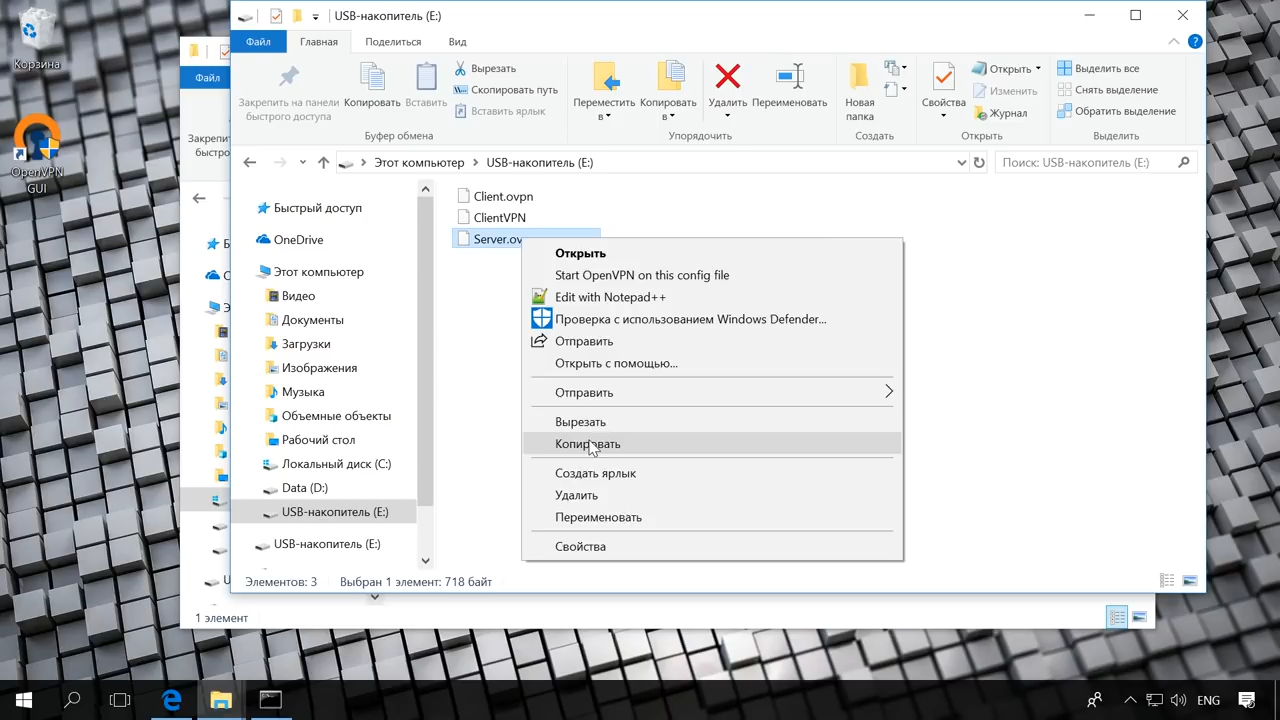 Корзина
OpenVPN
GUI
USB-накопитель (E:)
Файл
Главная
Поделиться
Вид
Закрепить на панели
быстрого доступа
Копировать
Вставить
Вырезать
Скопировать путь
Вставить ярлык
Буфер обмена
Переместить
в
Копировать
в
Удалить
Переименовать
Упорядочить
Новая
папка
Создать
Свойства
Открыть
Изменить
Журнал
Открыть
Выделить все
Снять выделение
Обратить выделение
Выделить
Этот компьютер
USB-накопитель (E:)
Поиск: USB-накопитель (E:)
Быстрый доступ
OneDrive
Этот компьютер
Видео
Документы
Загрузки
Изображения
Музыка
Объемные объекты
Рабочий стол
Локальный диск (C:)
Data (D:)
USB-накопитель (E:)
USB-накопитель (E:)
Client.ovpn
ClientVPN
Server.ov
Открыть
Start OpenVPN on this config file
Edit with Notepad++
Проверка с использованием Windows Defender...
Отправить
Открыть с помощью...
Отправить
Вырезать
Копировать
Создать ярлык
Удалить
Переименовать
Свойства
Элементов: 3
Выбран 1 элемент: 718 байт
Файл
Закрепит
быстро
1 элемент
ENG